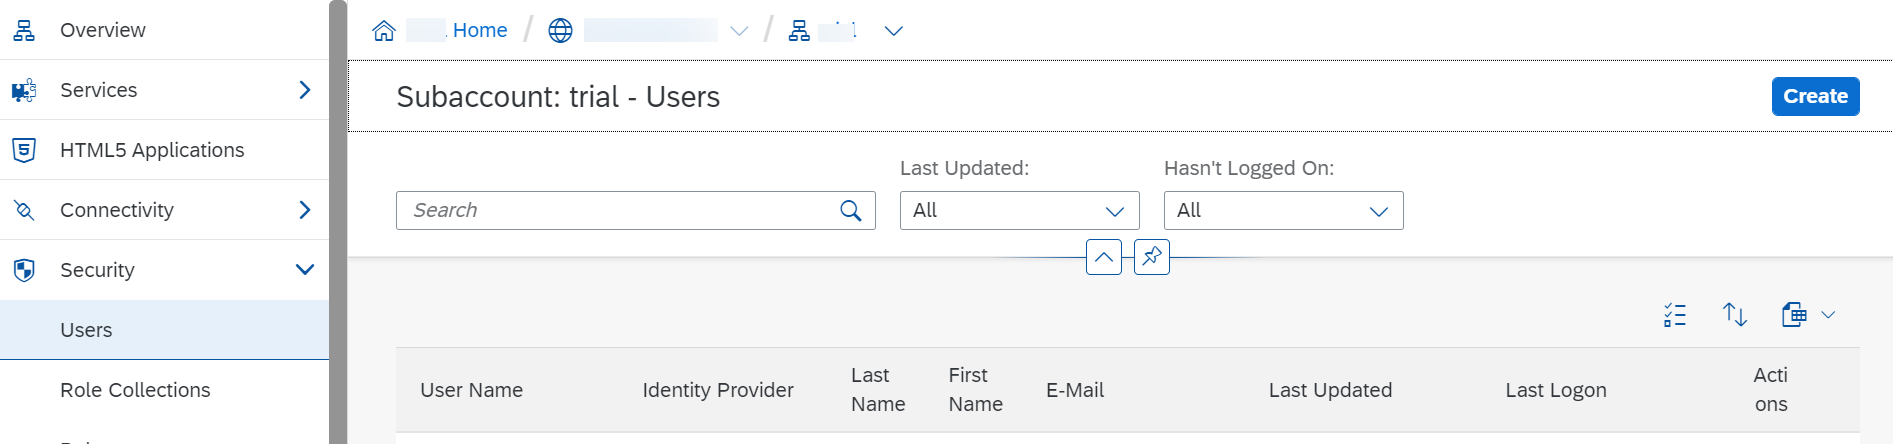 Overview
Services
HTML5 Applications
Connectivity
Security
Users
Role Collections
Home / /
Subaccount: trial - Users
Create
Last Updated:
Hasn't Logged On:
Search
All
All
User Name
Identity Provider
Last
Name
First
Name
E-Mail
Last Updated
Last Logon
Acti
ons